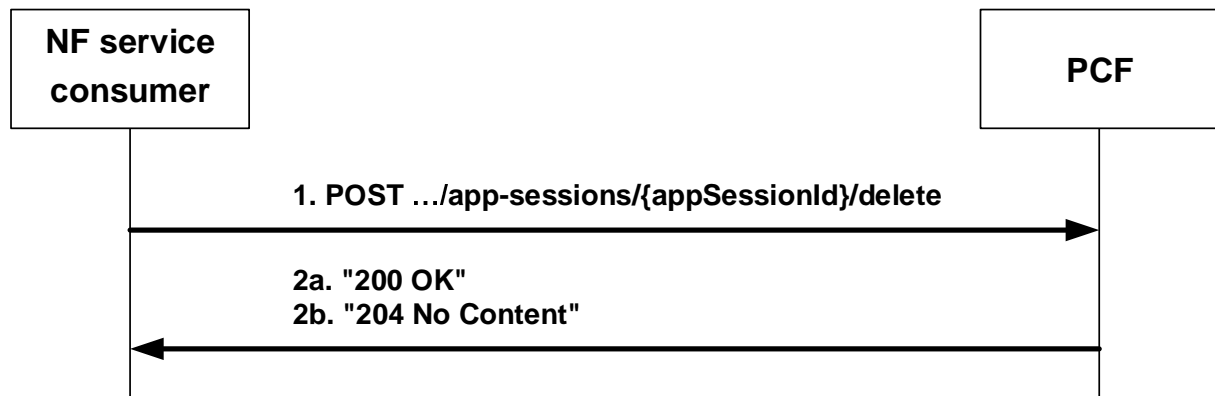 NF service
consumer
PCF
1. POST …/app-sessions/{appSessionId}/delete
2a. "200 OK"
2b. "204 No Content"